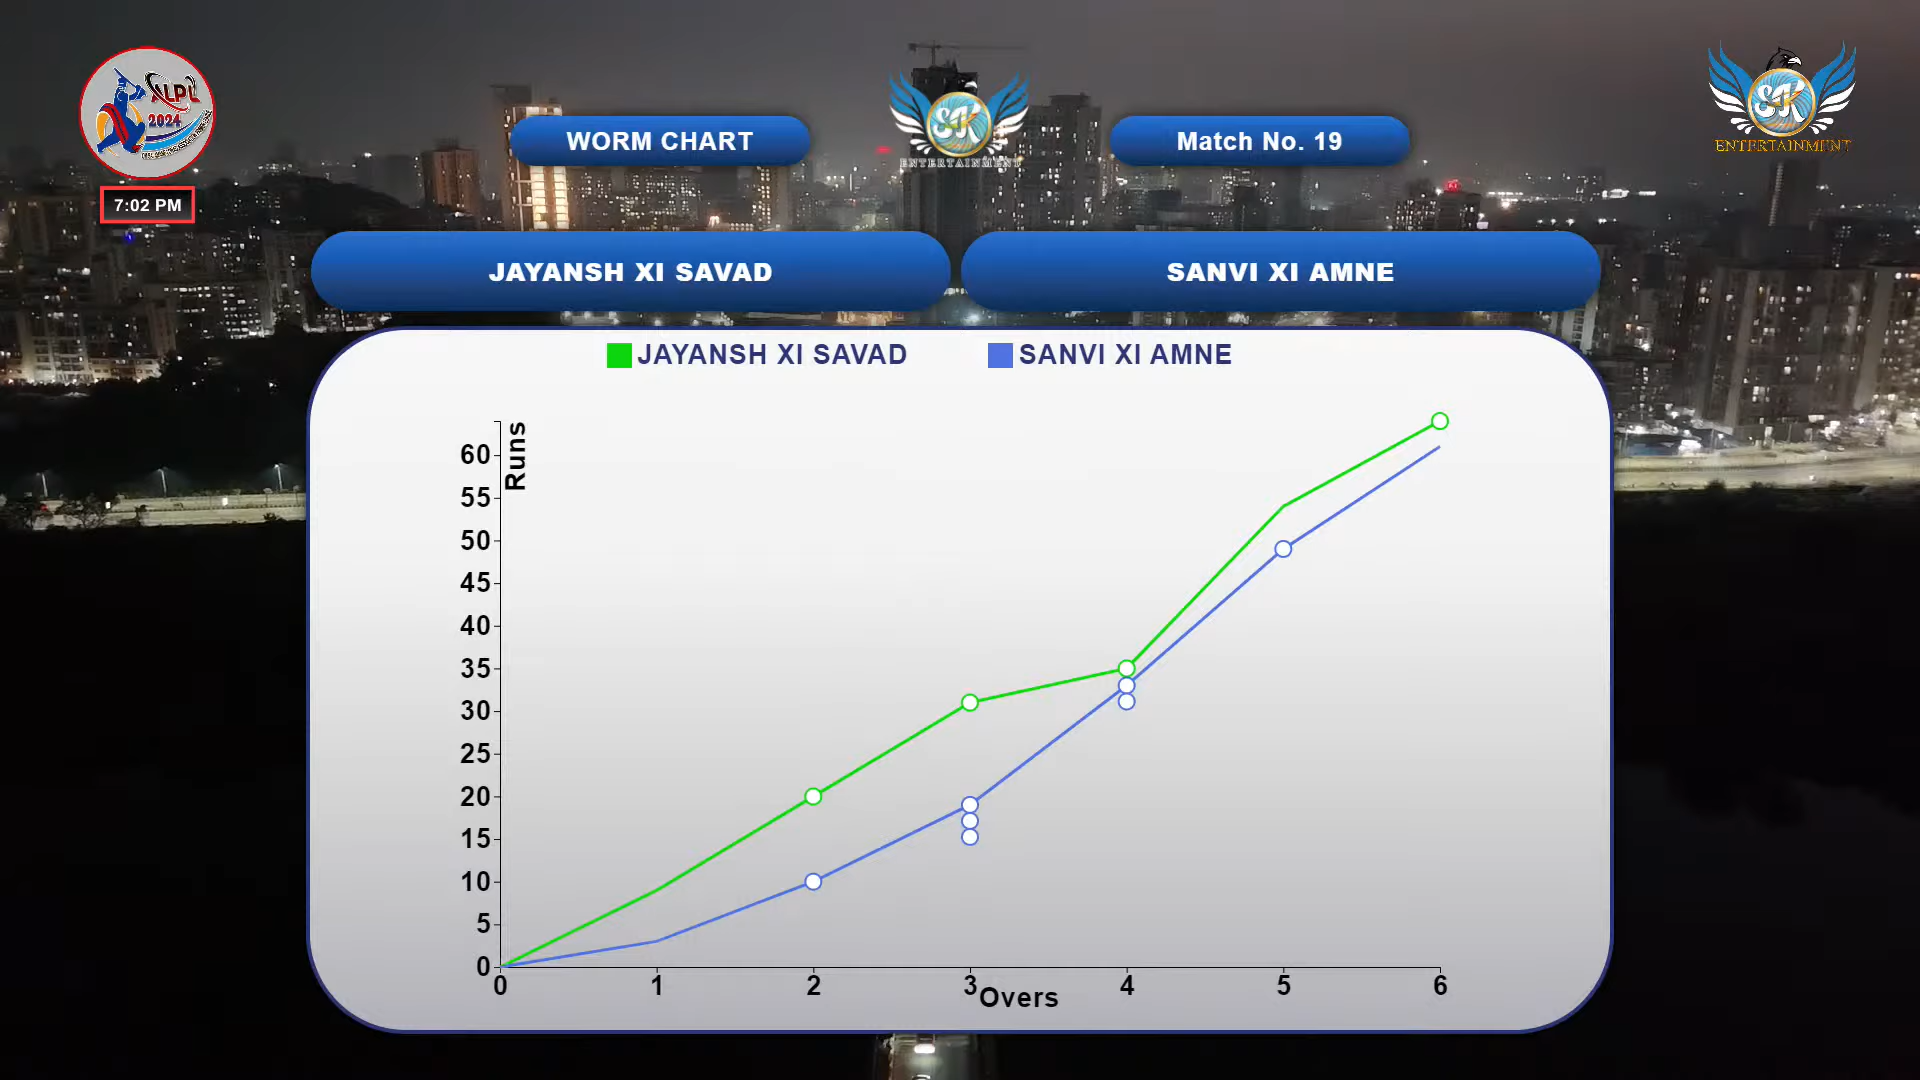 ALPL
2024
7:02 PM
WORM CHART
SK
ENTERTAINMENT
Match No. 19
SK
ENTERTAINMENT
JAYANSH XI SAVAD
SANVI XI AMNE
JAYANSH XI SAVAD
SANVI XI AMNE
Runs
60
55
50
45
40
35
30
25
20
15
10
5
0
0 1 2 3 4 5 6
Overs